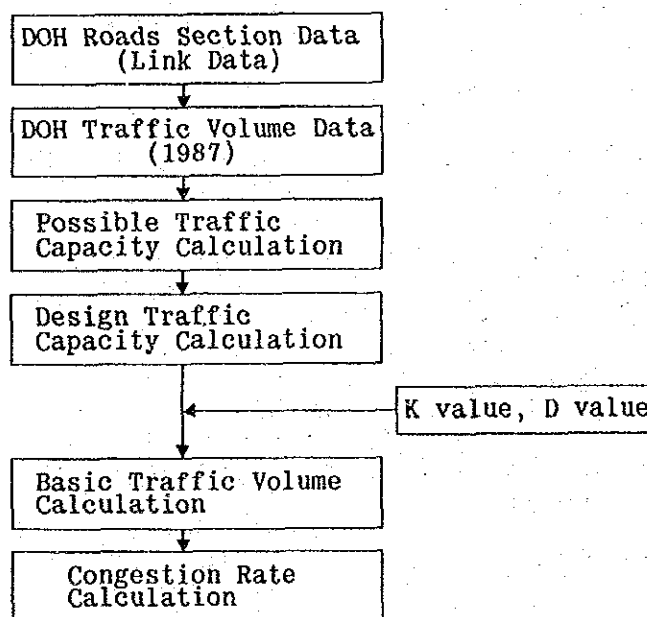 DOH Roads Section Data
(Link Data)
DOH Traffic Volume Data
(1987)
Possible Traffic
Capacity Calculation
Design Traffic
Capacity Calculation
K value, D value
Basic Traffic Volume
Calculation
Congestion Rate
Calculation